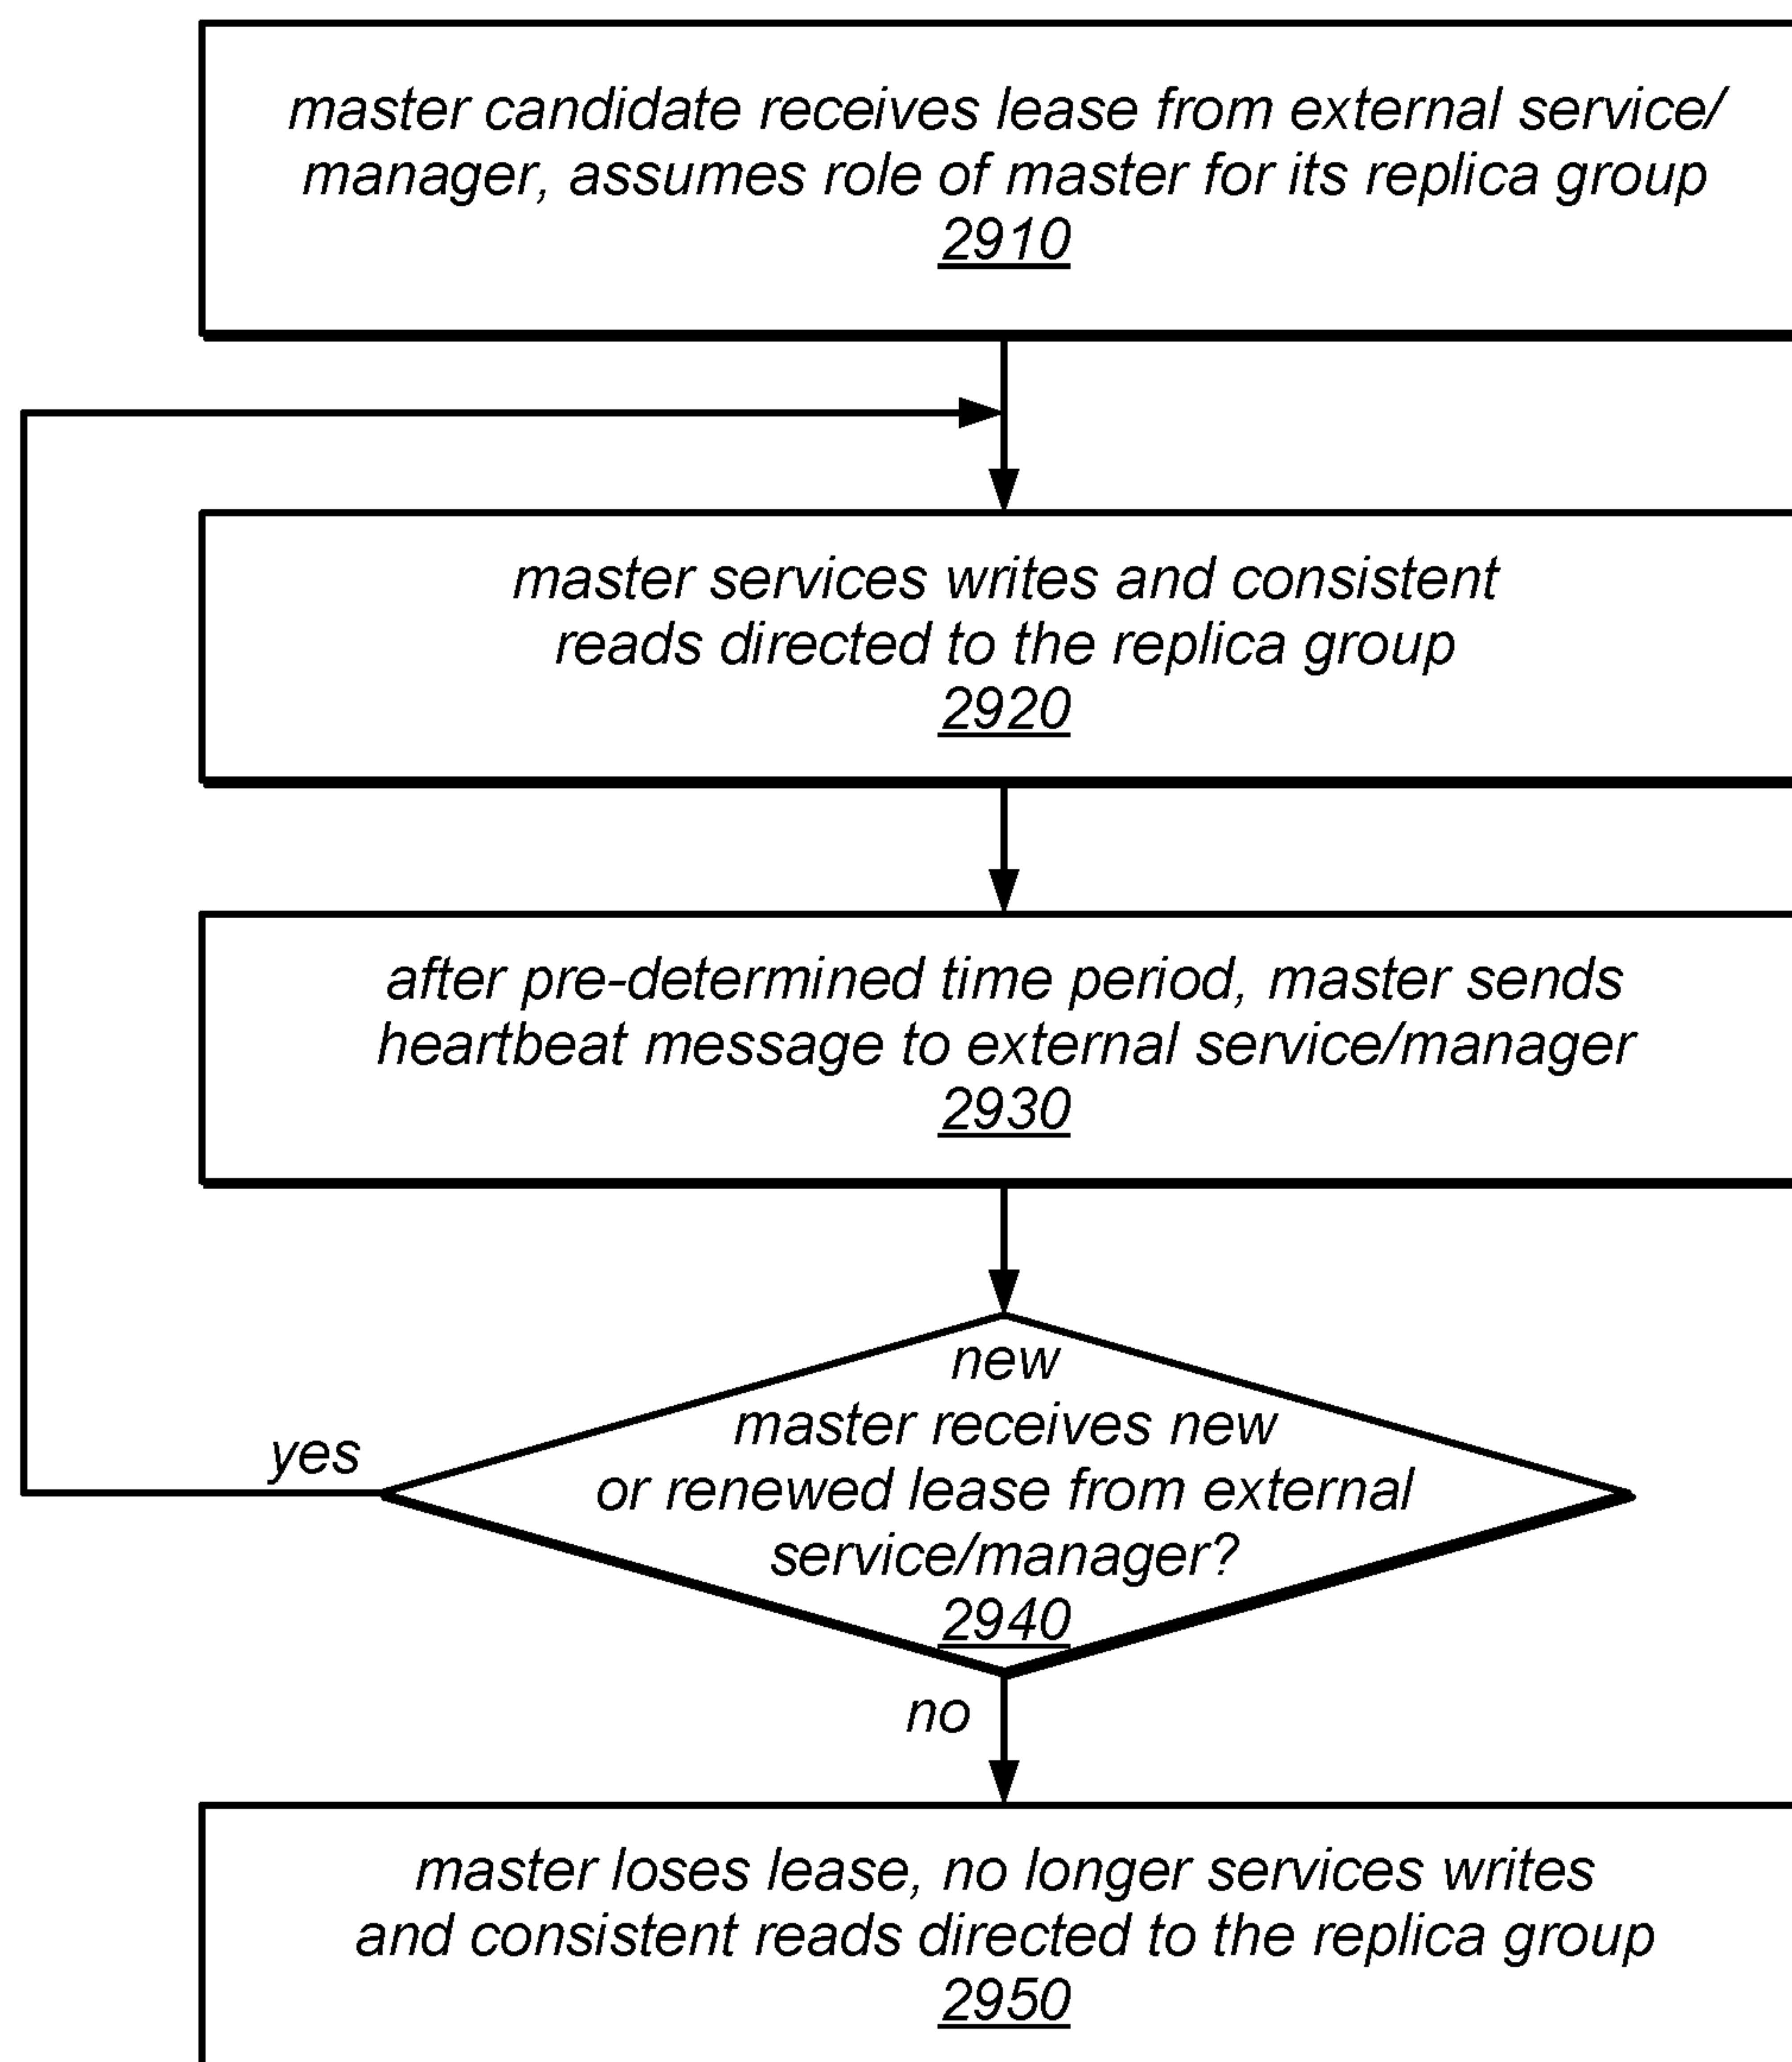 master candidate receives lease from external service/
manager, assumes role of master for its replica group
2910
master services writes and consistent
reads directed to the replica group
2920
after pre-determined time period, master sends
heartbeat message to external service/manager
2930
new
master receives new
or renewed lease from external
service/manager?
2940
yes
no
master loses lease, no longer services writes
and consistent reads directed to the replica group
2950